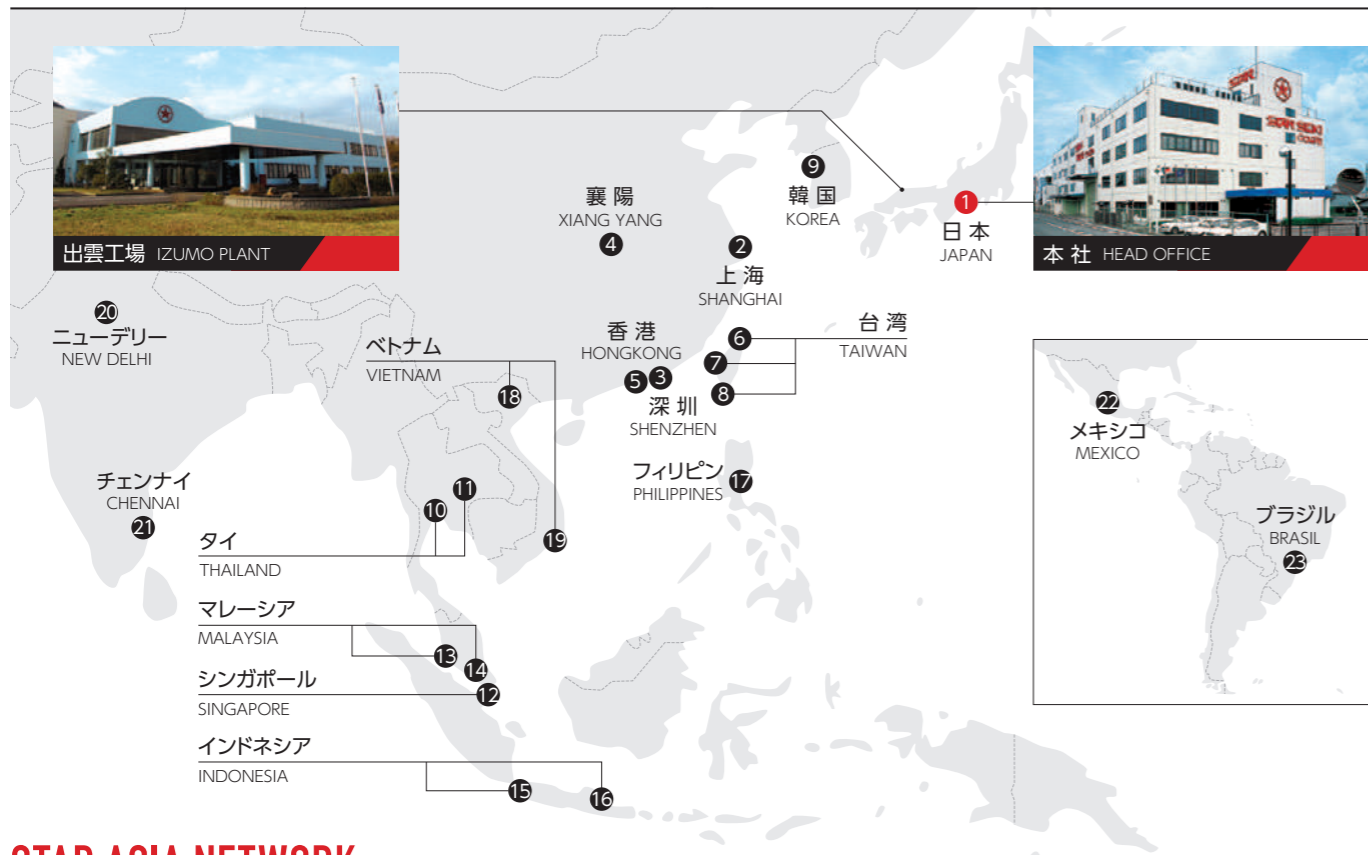 出雲工場 IZUMO PLANT
STAR SEIKI
本社 HEAD OFFICE
9
韓国
KOREA
1
日本
JAPAN
襄陽
XIANG YANG
4
2
上海
SHANGHAI
20
ニューデリー
NEW DELHI
ベトナム
VIETNAM
18
19
香港
HONGKONG
5
3
深圳
SHENZHEN
6
7
8
台湾
TAIWAN
フィリピン
PHILIPPINES
17
チェンナイ
CHENNAI
21
11
10
タイ
THAILAND
マレーシア
MALAYSIA
13
14
シンガポール
SINGAPORE
12
インドネシア
INDONESIA
15
16
22
メキシコ
MEXICO
ブラジル
BRASIL
23
STAR ASIA NETWORK